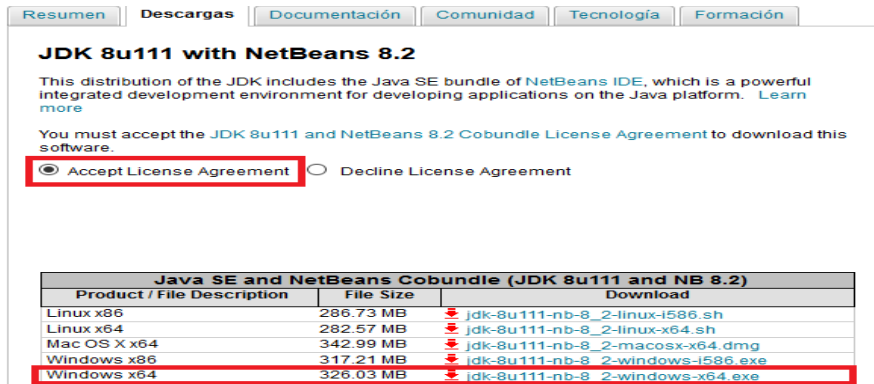 Resumen Descargas Documentación Comunidad Tecnología Formación
JDK 8u111 with NetBeans 8.2
This distribution of the JDK includes the Java SE bundle of NetBeans IDE, which is a powerful
integrated development environment for developing applications on the Java platform. Learn
more
You must accept the JDK 8u111 and NetBeans 8.2 Cobundle License Agreement to download this
software.
Accept License Agreement Decline License Agreement
Java SE and NetBeans Cobundle (JDK 8u111 and NB 8.2)
Product / File Description File Size Download
Linux x86 286.73 MB jdk-8u111-nb-8_2-linux-i586.sh
Linux x64 282.57 MB jdk-8u111-nb-8_2-linux-x64.sh
Mac OS X x64 342.99 MB jdk-8u111-nb-8_2-macosx-x64.dmg
Windows x86 317.21 MB jdk-8u111-nb-8_2-windows-i586.exe
Windows x64 326.03 MB jdk-8u111-nb-8_2-windows-x64.exe